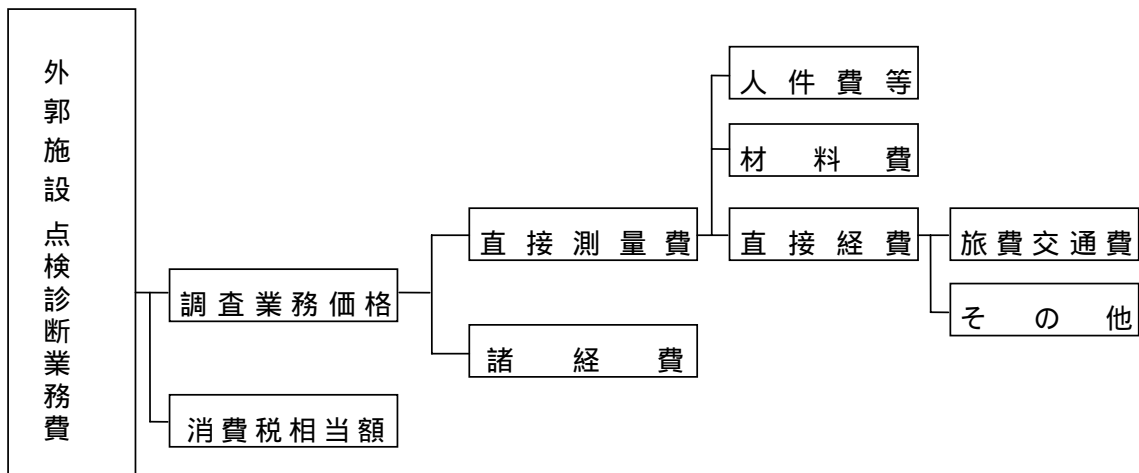 外郭施設点検診断業務費
調査業務価格
消費税相当額
直接測量費
諸経費
人件費等
材料費
直接経費
旅費交通費
その他